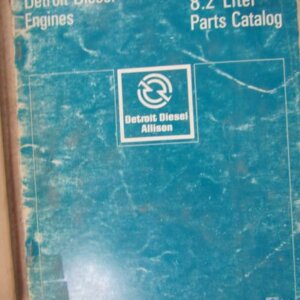 Detroit Diesel
Engines
8.2 Liter
Parts Catalog
Detroit Diesel
Allison